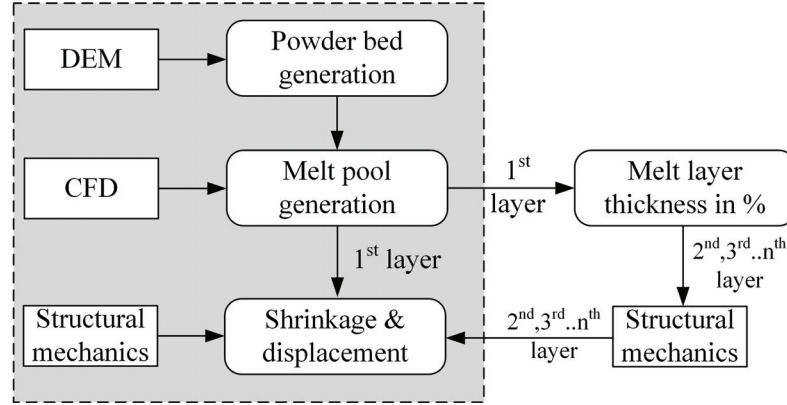 DEM
Powder bed
generation
CFD
Melt pool
generation
1st
layer
Melt layer
thickness in %
1st layer
2nd,3rd..nth
layer
Structural
mechanics
Shrinkage &
displacement
2nd,3rd..nth
layer
Structural
mechanics